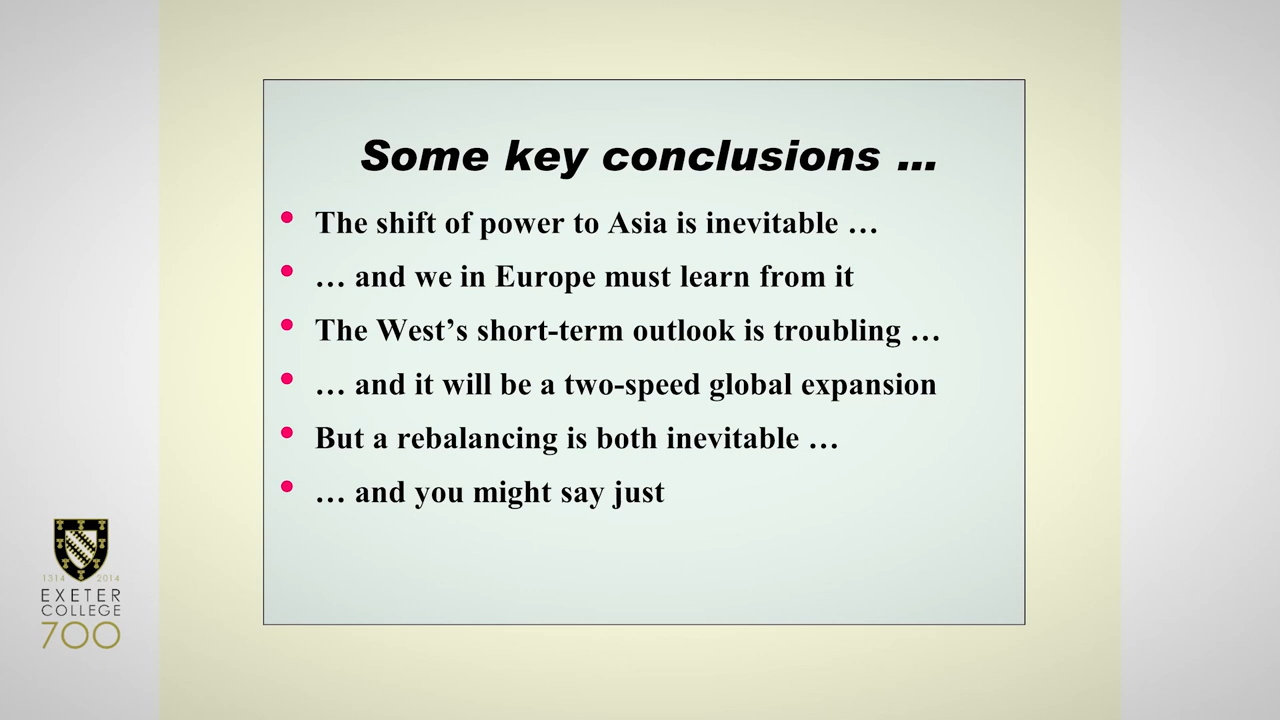 Some key conclusions ...
• The shift of power to Asia is inevitable …
• … and we in Europe must learn from it
• The West’s short-term outlook is troubling …
• … and it will be a two-speed global expansion
• But a rebalancing is both inevitable …
• … and you might say just
1314 2014
EXETER
COLLEGE
700